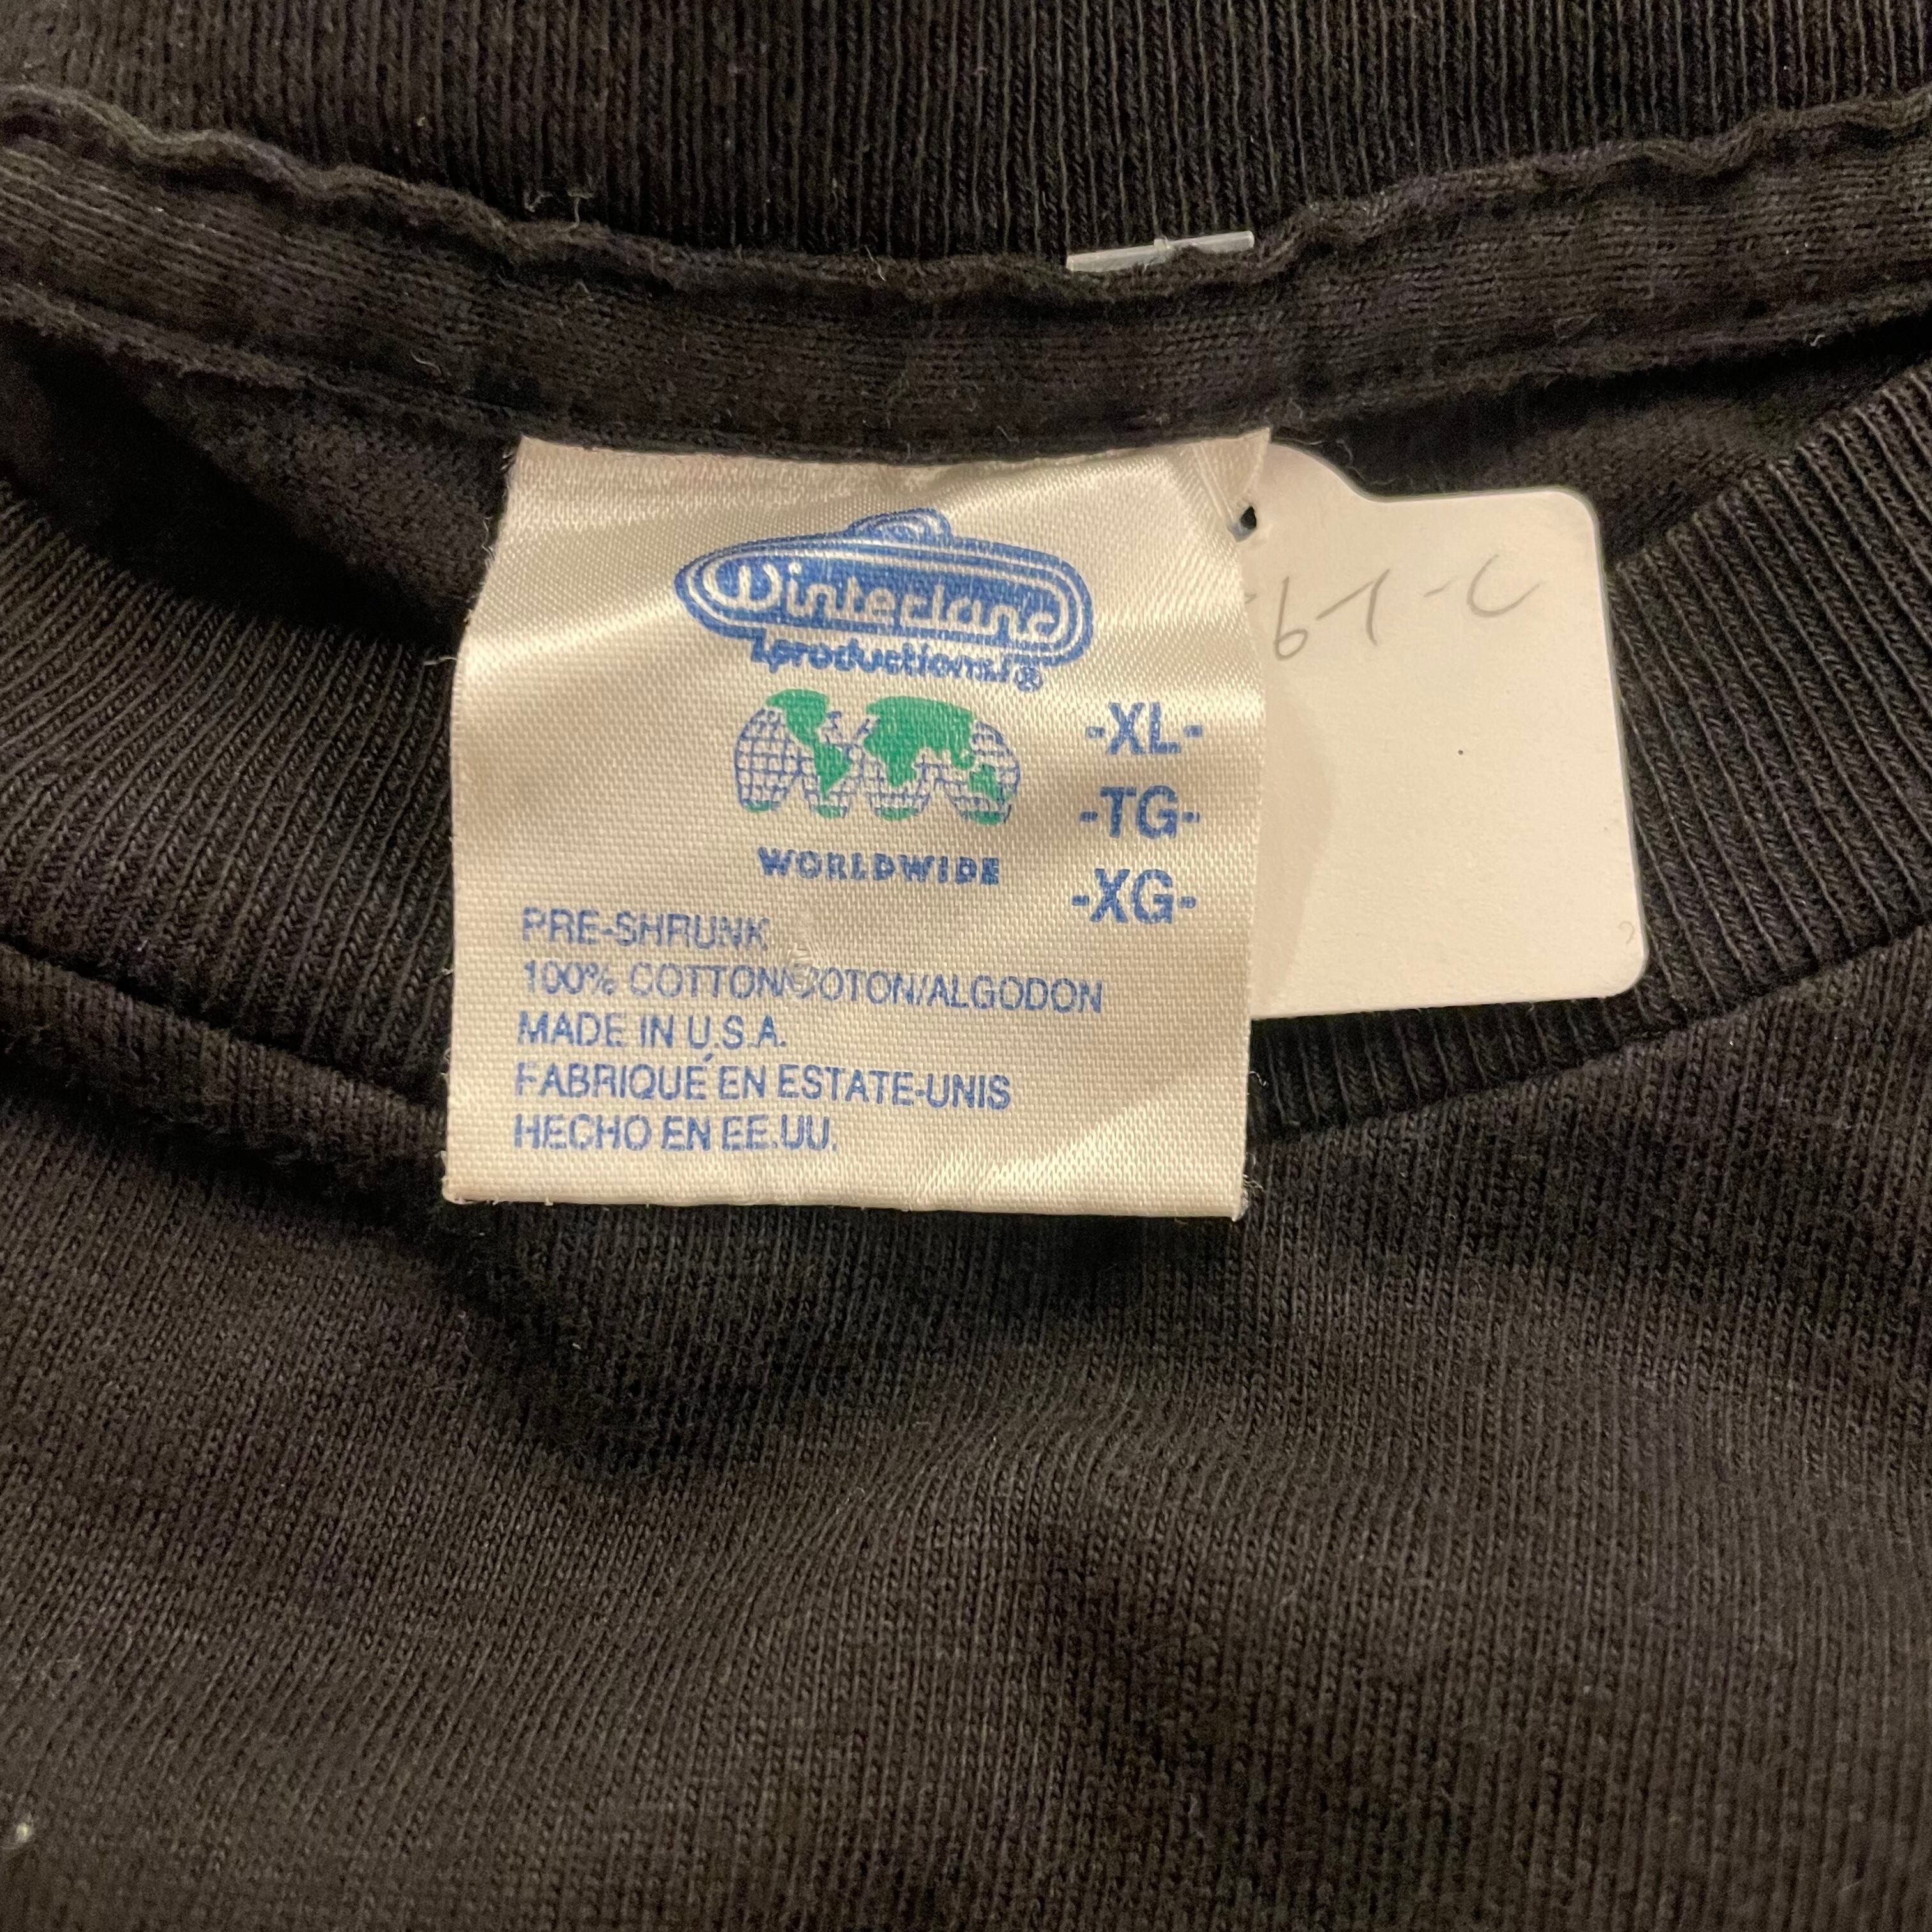 Winterland
productions ®
-XL-
-TG-
-XG-
WORLDWIDE
PRE-SHRUNK
100% COTTON/COTON/ALGODON
MADE IN U.S.A.
FABRIQUÉ EN ESTATE-UNIS
HECHO EN EE.UU.